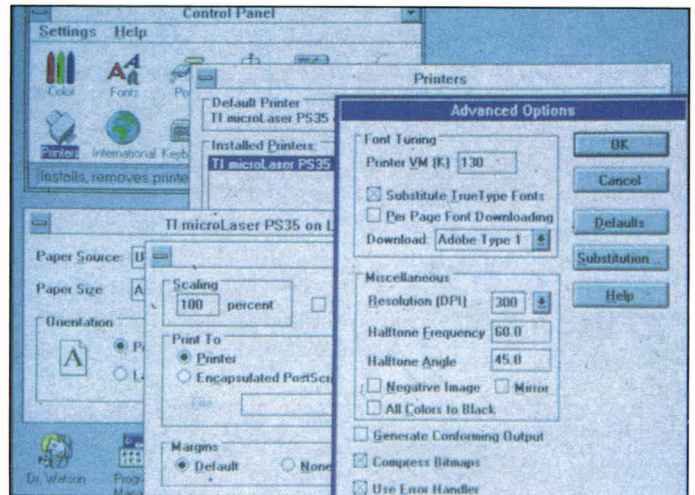 Control Panel
Settings Help
Color
Fonts
Printers
International
Installs, removes printe
Printers
Default Printer
TI microLaser PS35
Installed Printers:
TI microLaser PS35
TI microLaser PS35 on L
Paper Source:
Paper Size:
Orientation
A
Scaling
100 percent
Print To
Printer
Encapsulated PostScri
Margins
Default
None
Advanced Options
Font Tuning
Printer VM (K) 130
Substitute TrueType Fonts
Per Page Font Downloading
Download: Adobe Type 1
Miscellaneous
Resolution (DPI) 300
Halftone Frequency 60.0
Halftone Angle 45.0
Negative Image Mirror
All Colors to Black
Generate Conforming Output
Compress Bitmaps
Use Error Handler
OK
Cancel
Defaults
Substitution...
Help
Dr. Watson